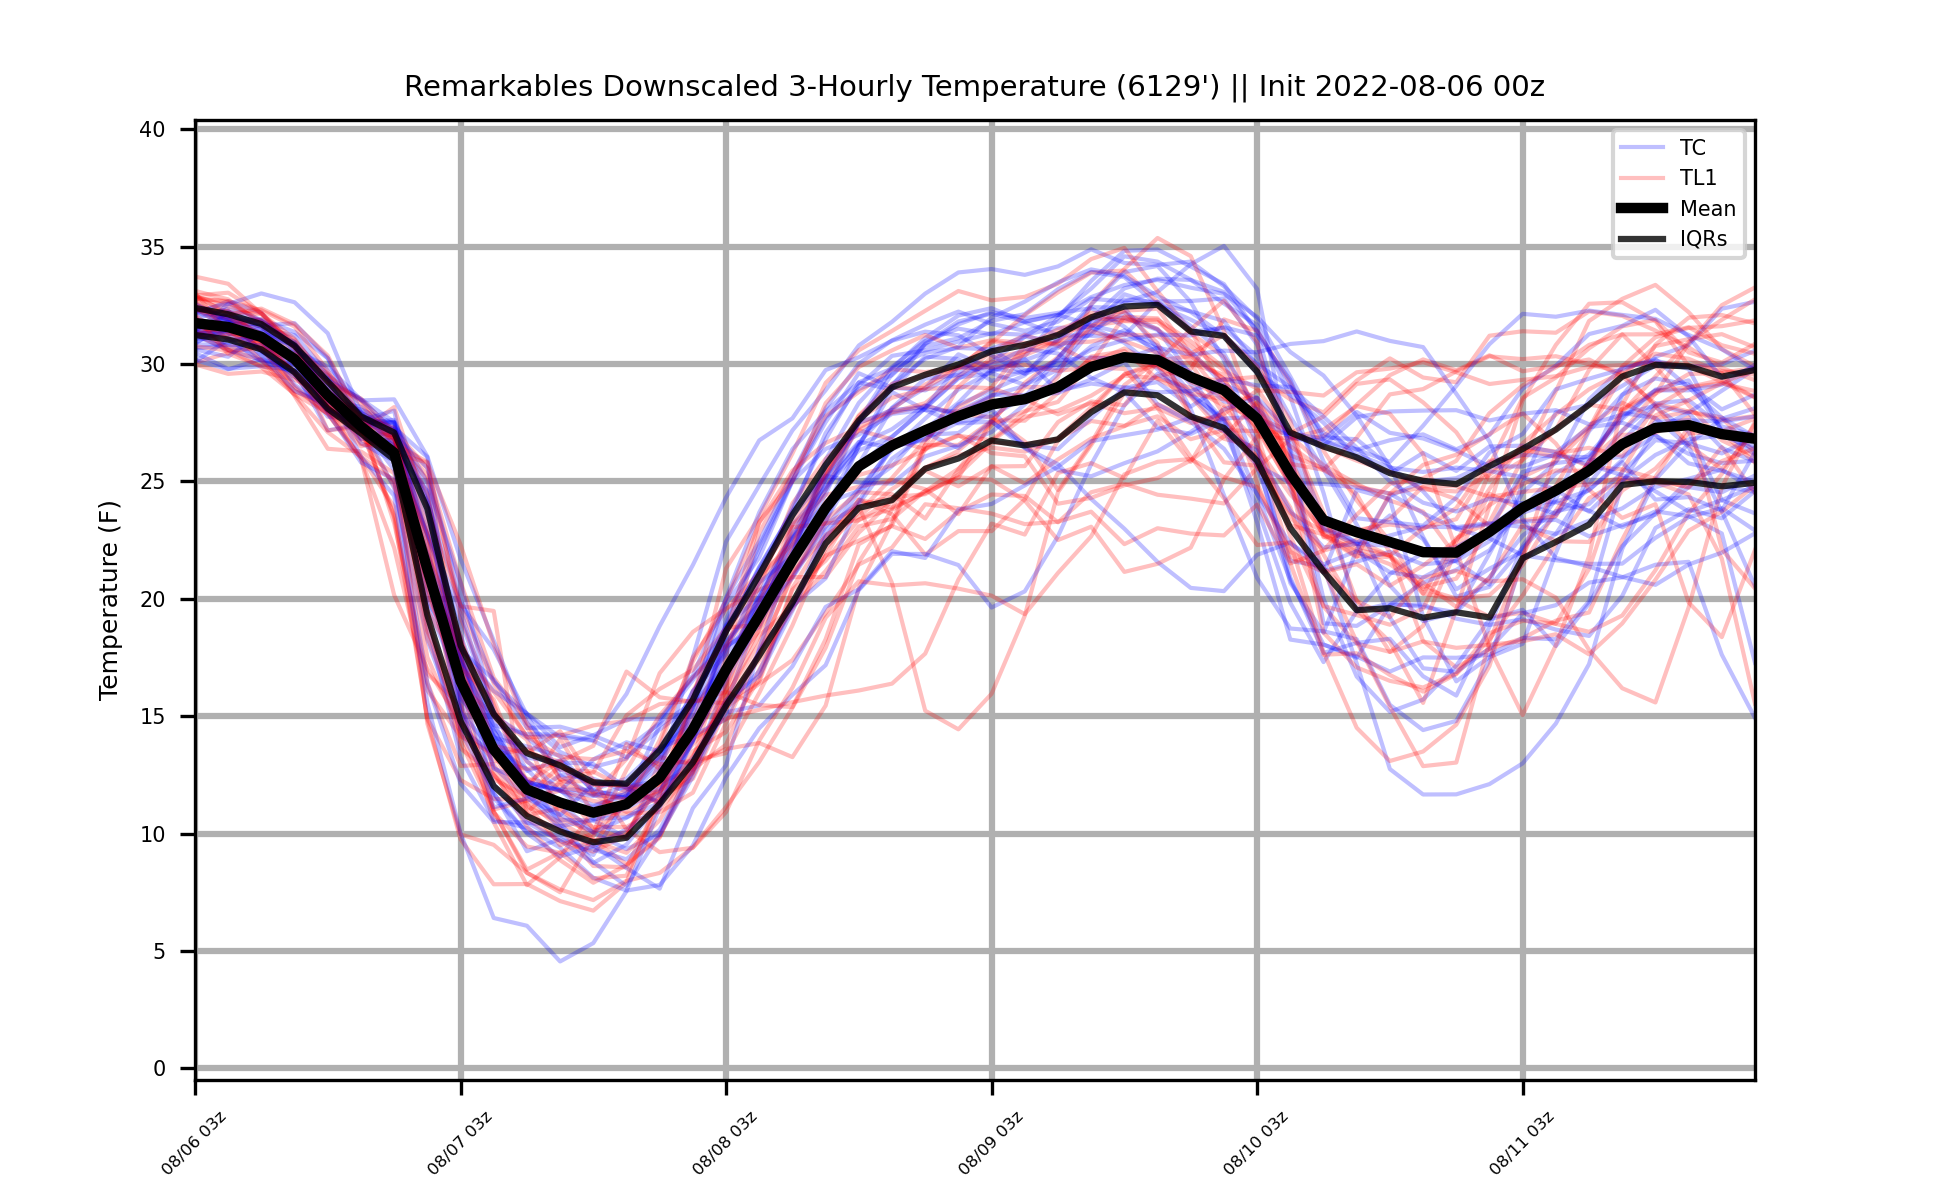 Remarkables Downscaled 3-Hourly Temperature (6129') || Init 2022-08-06 00z
TC
TL1
Mean
IQRs
Temperature (F)
40
35
30
25
20
15
10
5
0
08/06 03z
08/07 03z
08/08 03z
08/09 03z
08/10 03z
08/11 03z